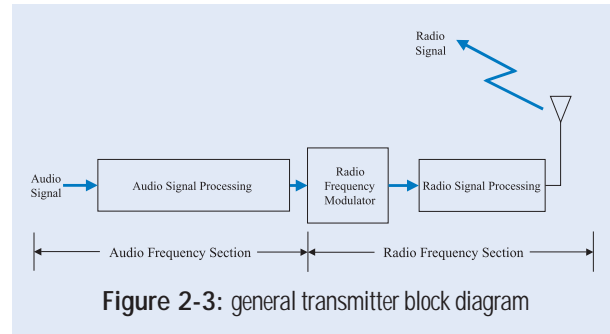 Radio
Signal
Audio
Signal
Audio Signal Processing
Radio
Frequency
Modulator
Radio Signal Processing
Audio Frequency Section
Radio Frequency Section
Figure 2-3: general transmitter block diagram